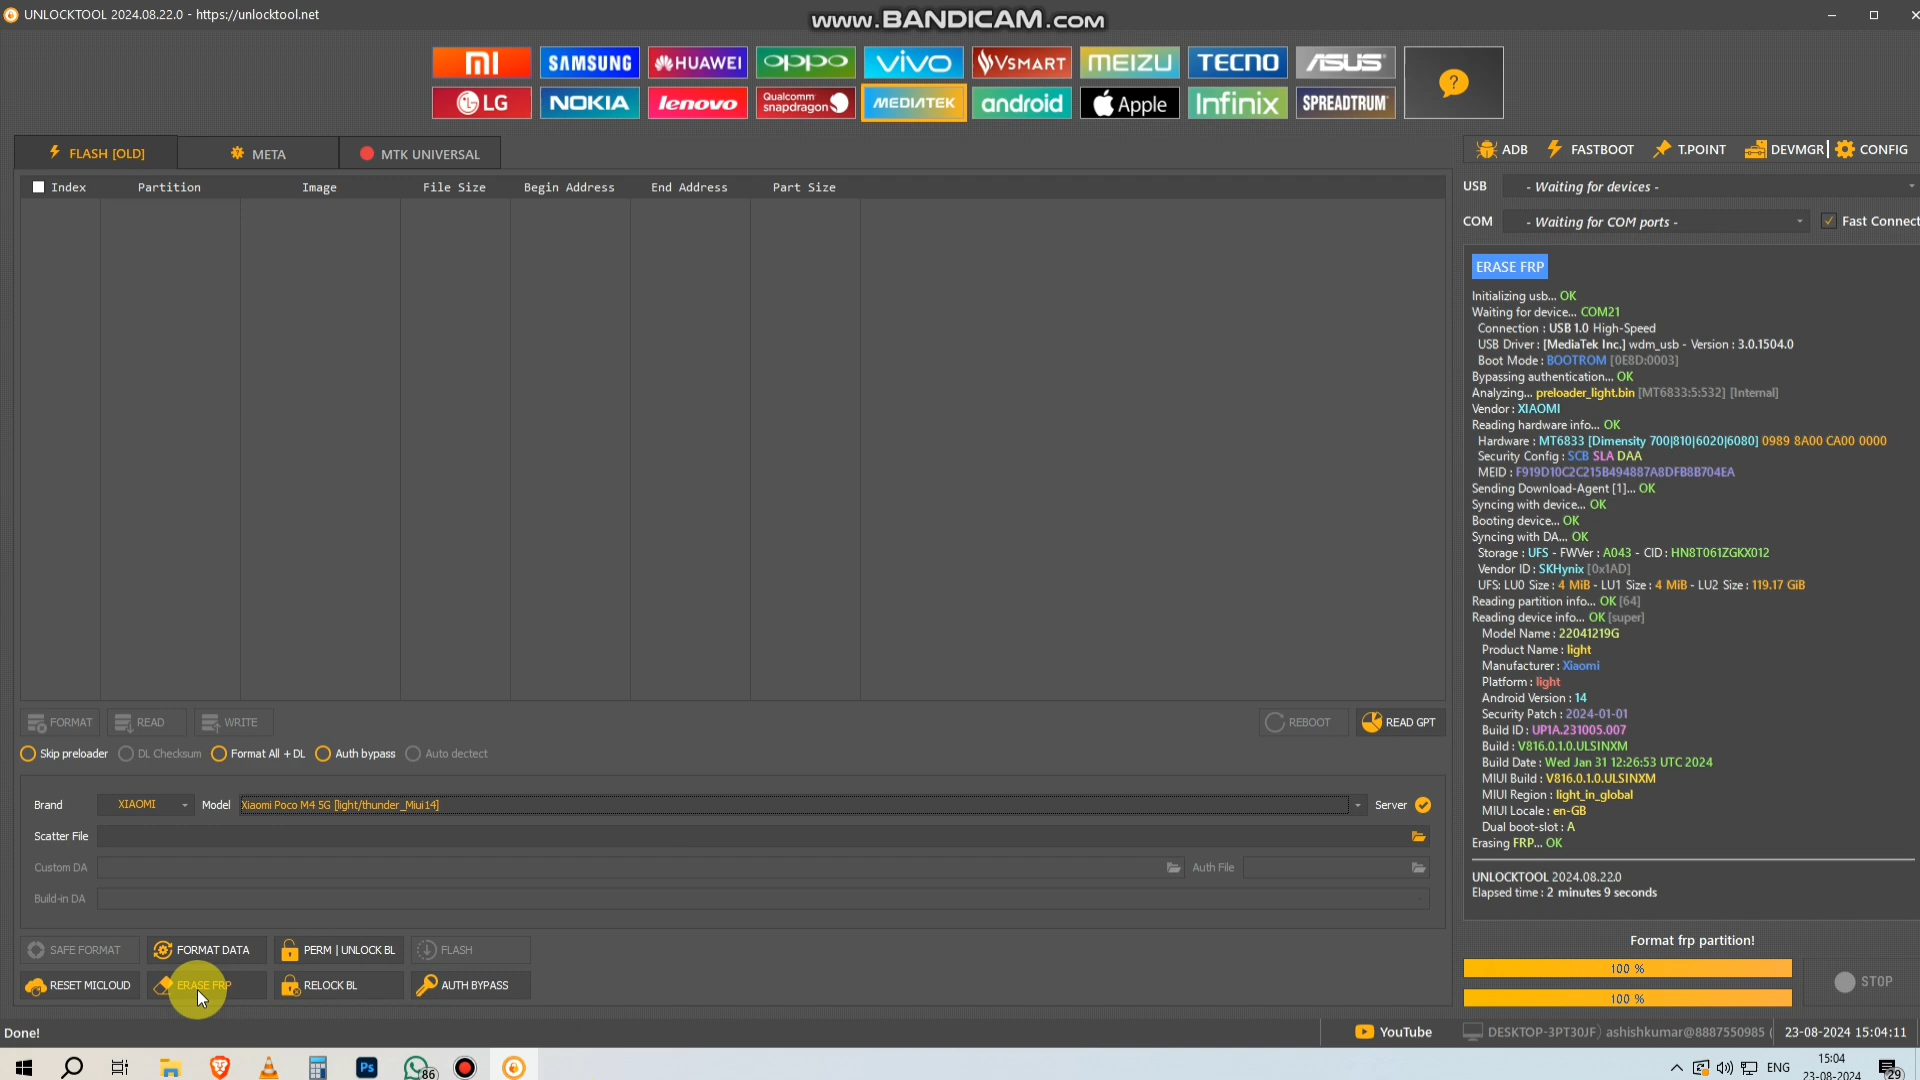 UNLOCKTOOL 2024.08.22.0 - https://unlocktool.net
www.BANDICAM.com
mi SAMSUNG HUAWEI oppo vivo VSMART MEIZU TECNO ASUS ?
LG NOKIA lenovo Qualcomm snapdragon MEDIATEK android Apple Infinix SPREADTRUM
FLASH [OLD] META MTK UNIVERSAL
ADB FASTBOOT T.POINT DEVMGR CONFIG
Index Partition Image File Size Begin Address End Address Part Size
USB - Waiting for devices -
COM - Waiting for COM ports - Fast Connect
ERASE FRP
Initializing usb... OK
Waiting for device... COM21
Connection : USB 1.0 High-Speed
USB Driver : [MediaTek Inc.] wdm_usb - Version : 3.0.1504.0
Boot Mode : BOOTROM [0E8D:0003]
Bypassing authentication... OK
Analyzing... preloader_light.bin [MT6833:5:532] [Internal]
Vendor : XIAOMI
Reading hardware info... OK
Hardware : MT6833 [Dimensity 700|810|6020|6080] 0989 8A00 CA00 0000
Security Config : SCB SLA DAA
MEID : F919D10C2C215B494887A8DFB8B704EA
Sending Download-Agent [1]... OK
Syncing with device... OK
Booting device... OK
Syncing with DA... OK
Storage : UFS - FWVer : A043 - CID : HN8T061ZGKX012
Vendor ID : SKHynix [0x1AD]
UFS: LU0 Size : 4 MiB - LU1 Size : 4 MiB - LU2 Size : 119.17 GiB
Reading partition info... OK [64]
Reading device info... OK [super]
Model Name : 22041219G
Product Name : light
Manufacturer : Xiaomi
Platform : light
Android Version : 14
Security Patch : 2024-01-01
Build ID : UP1A.231005.007
Build : V816.0.1.0.ULSINXM
Build Date : Wed Jan 31 12:26:53 UTC 2024
MIUI Build : V816.0.1.0.ULSINXM
MIUI Region : light_in_global
MIUI Locale : en-GB
Dual boot-slot : A
Erasing FRP... OK
UNLOCKTOOL 2024.08.22.0
Elapsed time : 2 minutes 9 seconds
FORMAT READ WRITE REBOOT READ GPT
Skip preloader DL Checksum Format All + DL Auth bypass Auto dectect
Brand XIAOMI Model Xiaomi Poco M4 5G [light/thunder_Miui14] Server
Scatter File
Custom DA Auth File
Build-in DA
SAFE FORMAT FORMAT DATA PERM | UNLOCK BL FLASH
RESET MICLOUD ERASE FRP RELOCK BL AUTH BYPASS
Format frp partition!
100 %
100 %
STOP
Done! YouTube DESKTOP-3PT30JF) ashishkumar@8887550985 ( 23-08-2024 15:04:11
Ps 86 ENG 15:04
23-08-2024 29